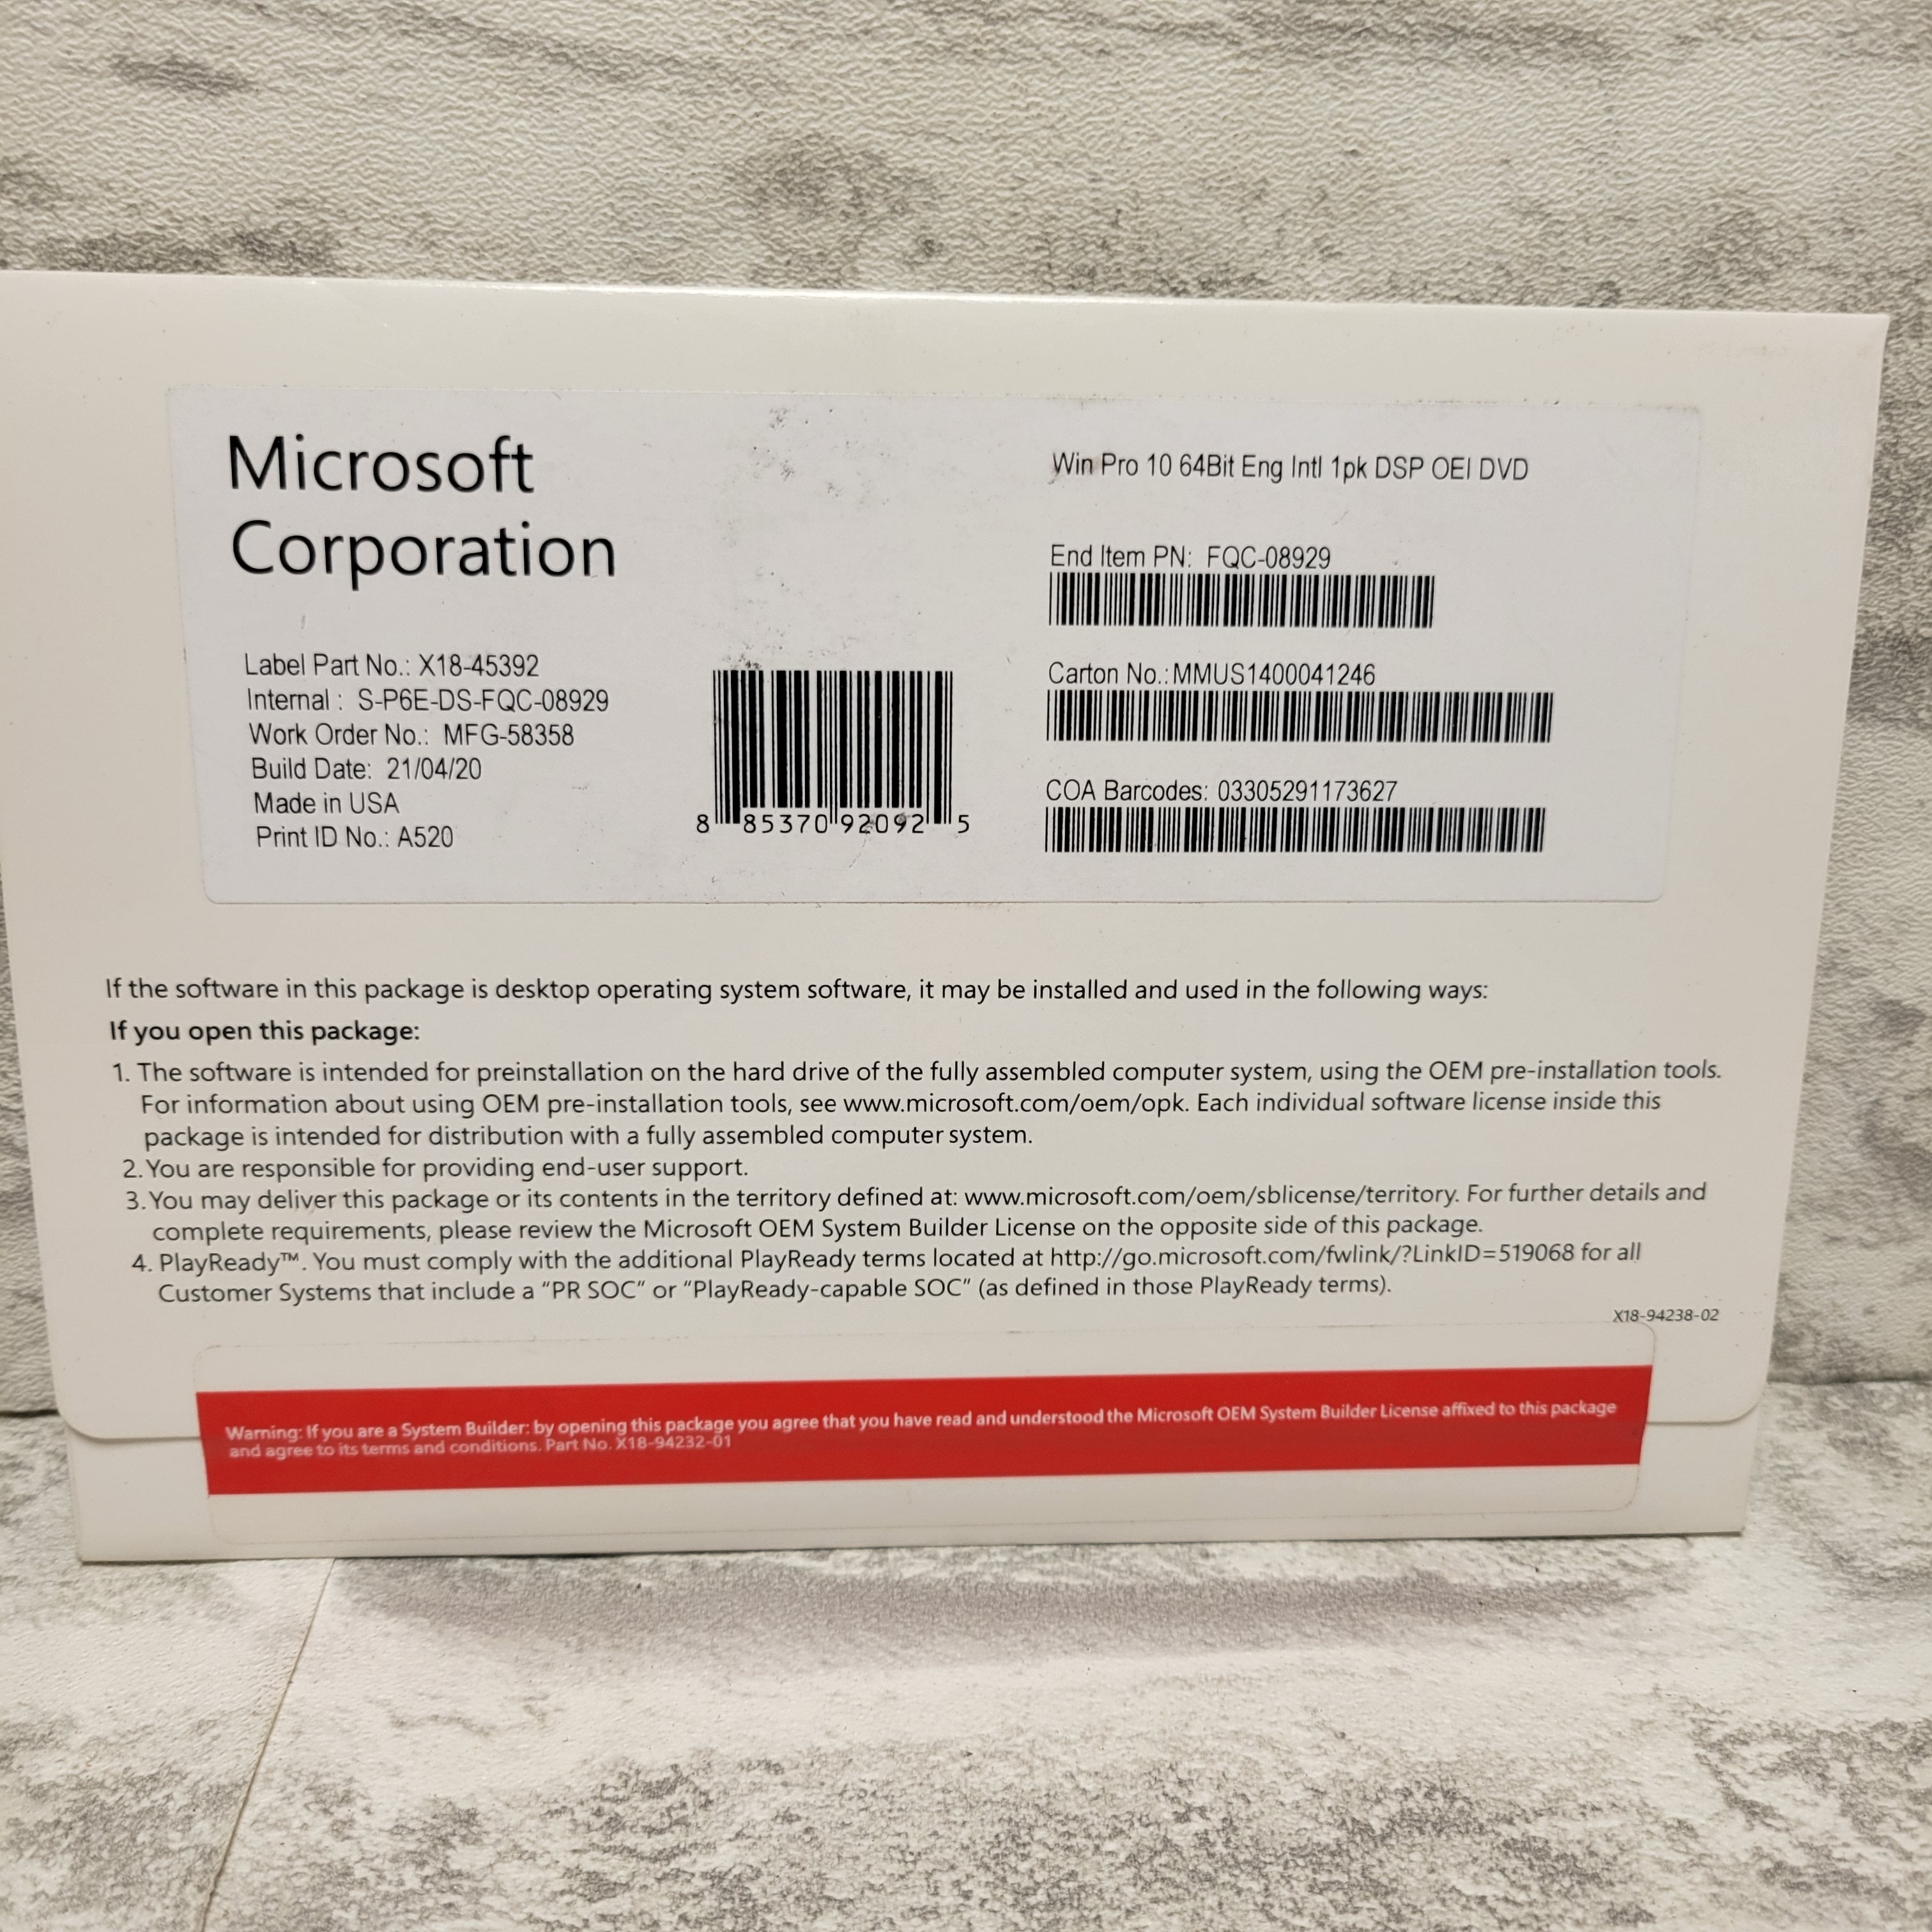 Microsoft
Corporation
Label Part No.: X18-45392
Internal : S-P6E-DS-FQC-08929
Work Order No.: MFG-58358
Build Date: 21/04/20
Made in USA
Print ID No.: A520
8 85370 92092 5
Win Pro 10 64Bit Eng Intl 1pk DSP OEI DVD
End Item PN: FQC-08929
Carton No.: MMUS1400041246
COA Barcodes: 03305291173627
If the software in this package is desktop operating system software, it may be installed and used in the following ways:
If you open this package:
1. The software is intended for preinstallation on the hard drive of the fully assembled computer system, using the OEM pre-installation tools.
For information about using OEM pre-installation tools, see www.microsoft.com/oem/opk. Each individual software license inside this
package is intended for distribution with a fully assembled computer system.
2. You are responsible for providing end-user support.
3. You may deliver this package or its contents in the territory defined at: www.microsoft.com/oem/sblicense/territory. For further details and
complete requirements, please review the Microsoft OEM System Builder License on the opposite side of this package.
4. PlayReady™. You must comply with the additional PlayReady terms located at http://go.microsoft.com/fwlink/?LinkID=519068 for all
Customer Systems that include a “PR SOC” or “PlayReady-capable SOC” (as defined in those PlayReady terms).
X18-94238-02
Warning: If you are a System Builder: by opening this package you agree that you have read and understood the Microsoft OEM System Builder License affixed to this package
and agree to its terms and conditions. Part No. X18-94232-01